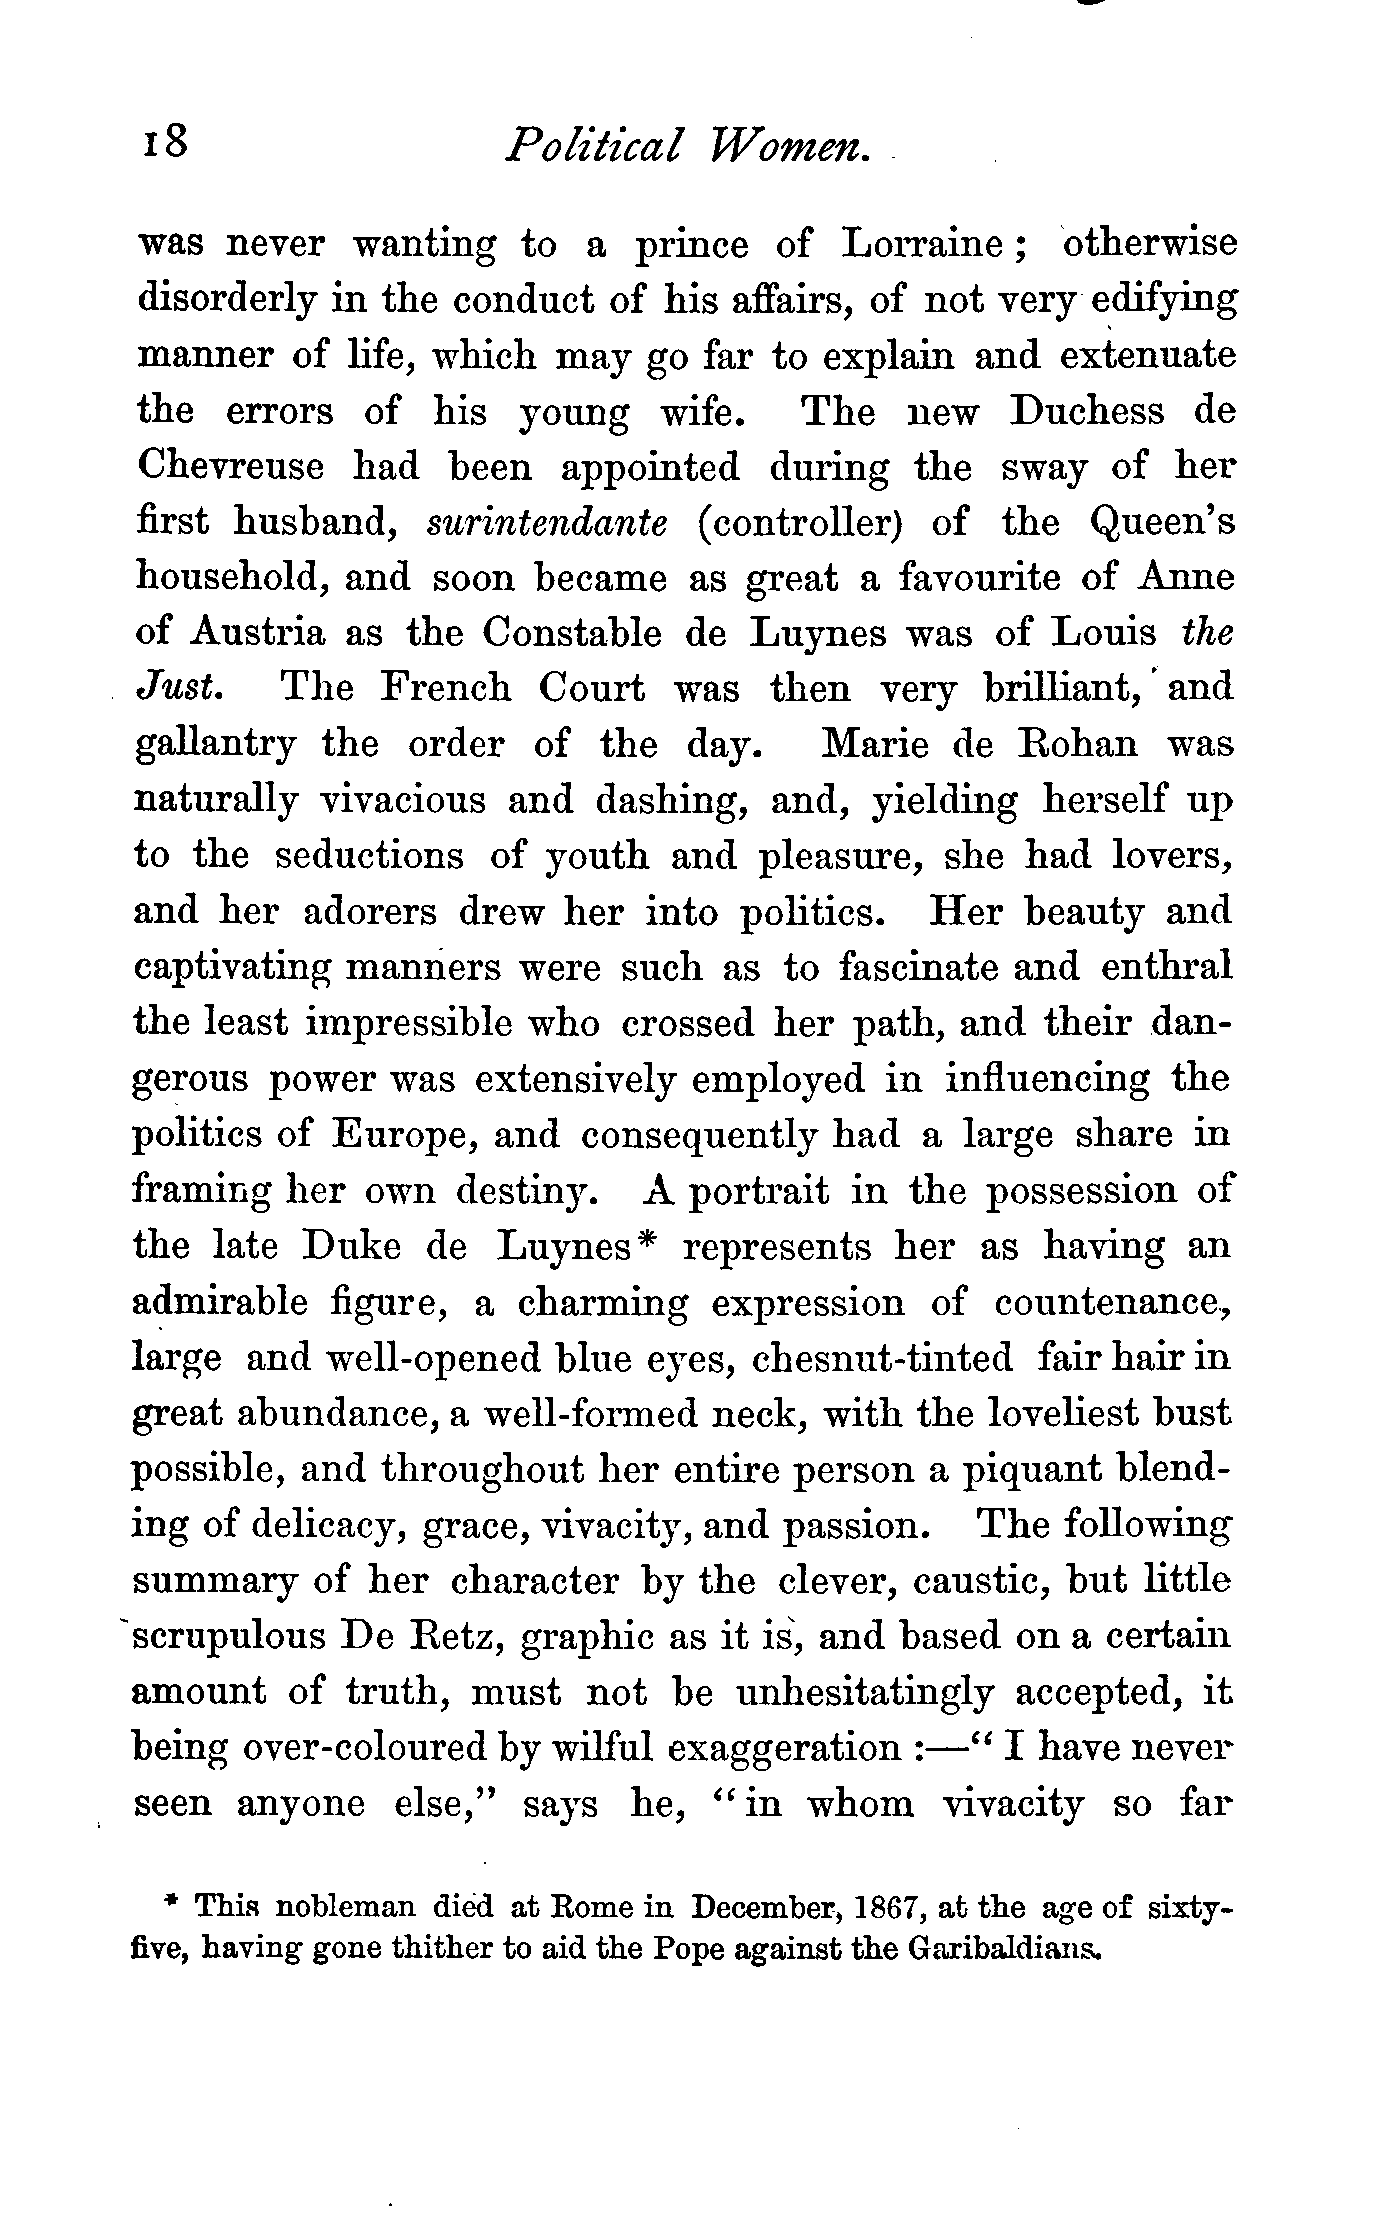 18 Political Women.
was never wanting to a prince of Lorraine ; otherwise
disorderly in the conduct of his affairs, of not very edifying
manner of life, which may go far to explain and extenuate
the errors of his young wife. The new Duchess de
Chevreuse had been appointed during the sway of her
first husband, surintendante (controller) of the Queen's
household, and soon became as great a favourite of Anne
of Austria as the Constable de Luynes was of Louis the
Just. The French Court was then very brilliant, and
gallantry the order of the day. Marie de Rohan was
naturally vivacious and dashing, and, yielding herself up
to the seductions of youth and pleasure, she had lovers,
and her adorers drew her into politics. Her beauty and
captivating manners were such as to fascinate and enthral
the least impressible who crossed her path, and their dan-
gerous power was extensively employed in influencing the
politics of Europe, and consequently had a large share in
framing her own destiny. A portrait in the possession of
the late Duke de Luynes* represents her as having an
admirable figure, a charming expression of countenance,
large and well-opened blue eyes, chesnut-tinted fair hair in
great abundance, a well-formed neck, with the loveliest bust
possible, and throughout her entire person a piquant blend-
ing of delicacy, grace, vivacity, and passion. The following
summary of her character by the clever, caustic, but little
scrupulous De Retz, graphic as it is, and based on a certain
amount of truth, must not be unhesitatingly accepted, it
being over-coloured by wilful exaggeration :—“ I have never
seen anyone else,” says he, “ in whom vivacity so far
* This nobleman died at Rome in December, 1867, at the age of sixty-
five, having gone thither to aid the Pope against the Garibaldians.